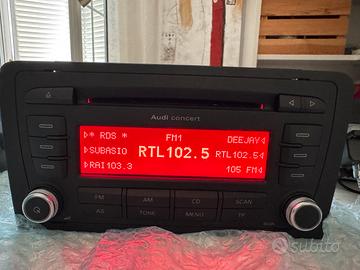 Audi concert
▷* RDS * FM1 DEEJAY◁
▷SUBASIO RTL102.5 RTL102.5◁
▷RAI103.3 105 FM◁
FM AM CD SCAN
AS TONE MENU TP
subito